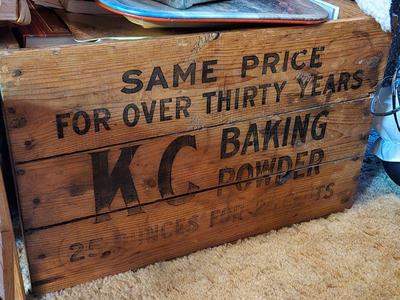 SAME PRICE
FOR OVER THIRTY YEARS
KC BAKING
POWDER
(25 OUNCES FOR 25 CENTS